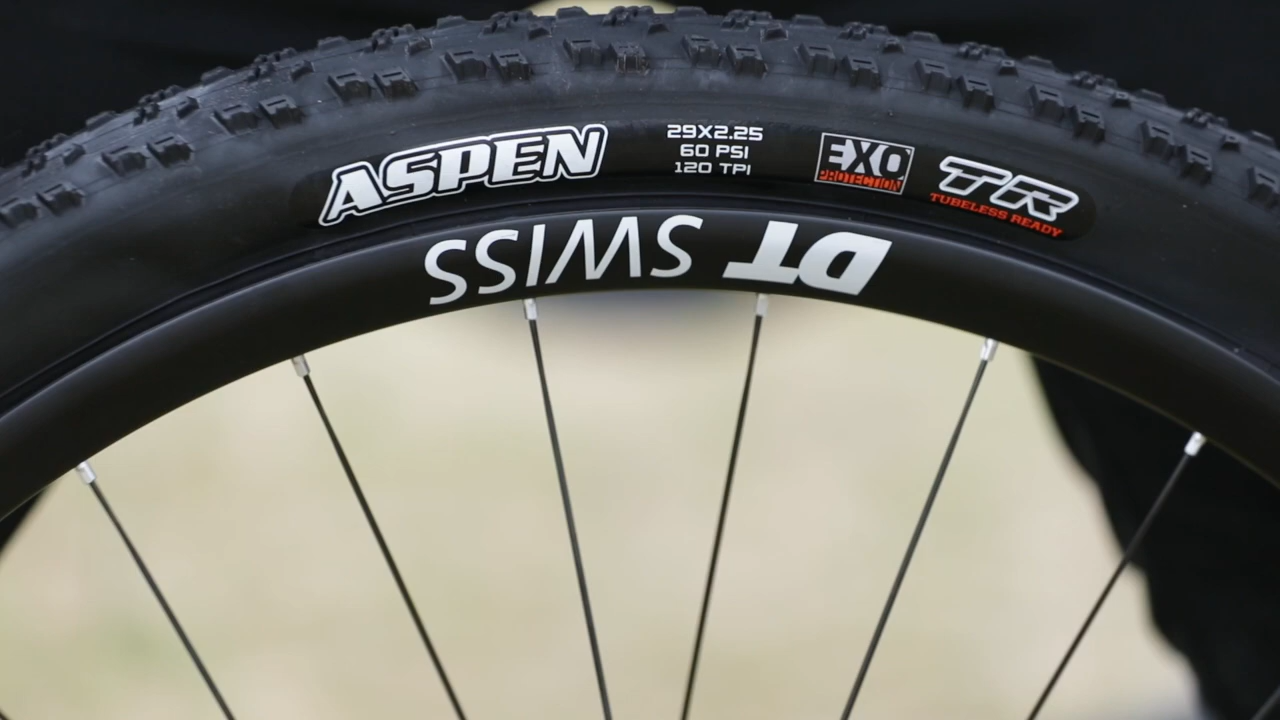 ASPEN
29X2.25
60 PSI
120 TPI
EXO
PROTECTION
TR
TUBELESS READY
DT SWISS